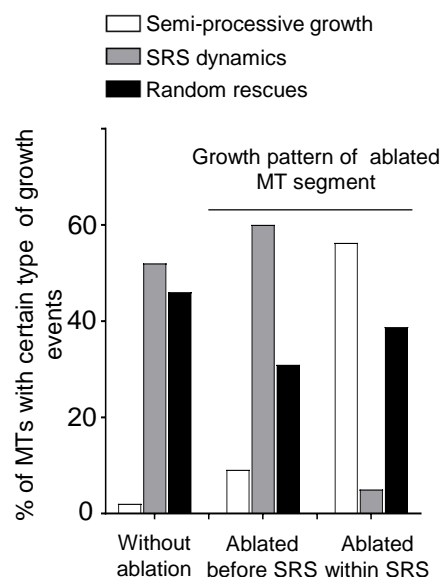 Semi-processive growth
SRS dynamics
Random rescues
Growth pattern of ablated
MT segment
% of MTs with certain type of growth
events
60
40
20
0
Without
ablation
Ablated
before SRS
Ablated
within SRS